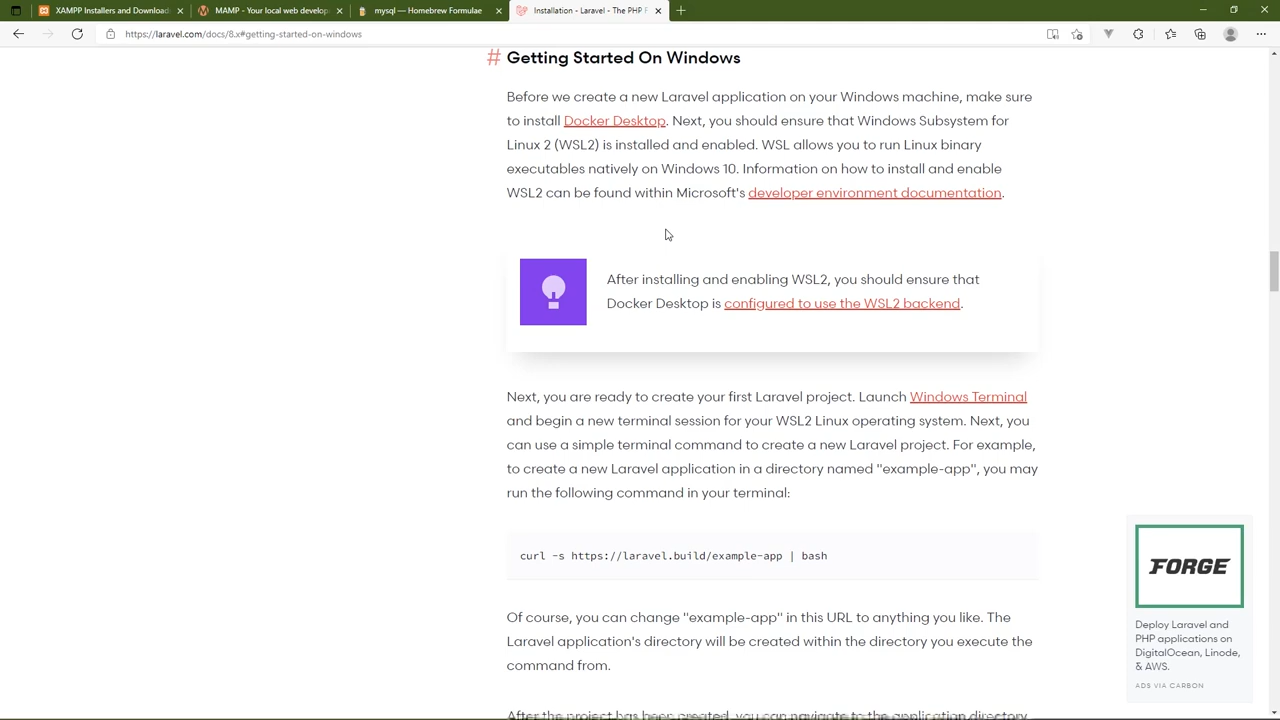 XAMPP Installers and Download
MAMP - Your local web develop
mysql — Homebrew Formulae
Installation - Laravel - The PHP F
https://laravel.com/docs/8.x#getting-started-on-windows
# Getting Started On Windows
Before we create a new Laravel application on your Windows machine, make sure
to install Docker Desktop. Next, you should ensure that Windows Subsystem for
Linux 2 (WSL2) is installed and enabled. WSL allows you to run Linux binary
executables natively on Windows 10. Information on how to install and enable
WSL2 can be found within Microsoft's developer environment documentation.
After installing and enabling WSL2, you should ensure that
Docker Desktop is configured to use the WSL2 backend.
Next, you are ready to create your first Laravel project. Launch Windows Terminal
and begin a new terminal session for your WSL2 Linux operating system. Next, you
can use a simple terminal command to create a new Laravel project. For example,
to create a new Laravel application in a directory named "example-app", you may
run the following command in your terminal:
curl -s https://laravel.build/example-app | bash
Of course, you can change "example-app" in this URL to anything you like. The
Laravel application's directory will be created within the directory you execute the
command from.
After the project has been created, you can navigate to the application directory
FORGE
Deploy Laravel and
PHP applications on
DigitalOcean, Linode,
& AWS.
ADS VIA CARBON